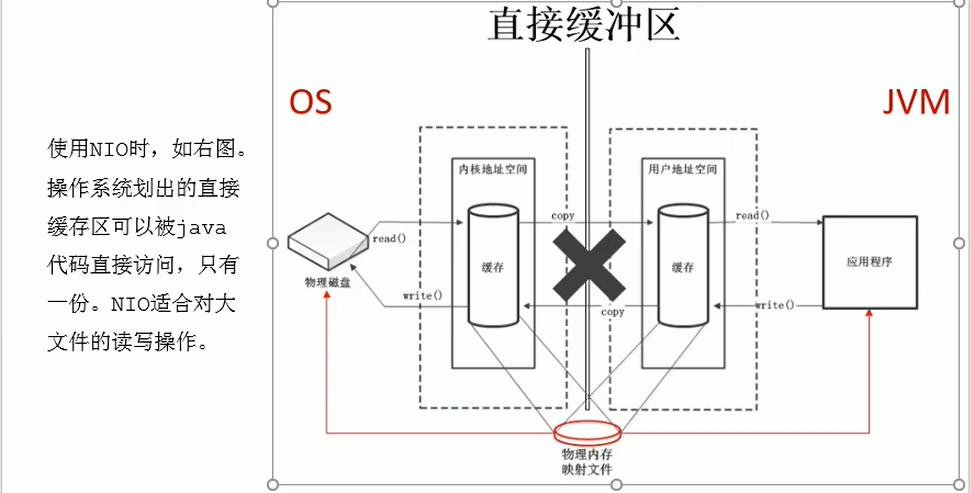 直接缓冲区
OS
JVM
使用NIO时，如右图。
操作系统划出的直接
缓存区可以被java
代码直接访问，只有
一份。NIO适合对大
文件的读写操作。
内核地址空间
用户地址空间
copy
read()
read()
缓存
缓存
应用程序
物理磁盘
write()
copy
write()
物理内存
映射文件